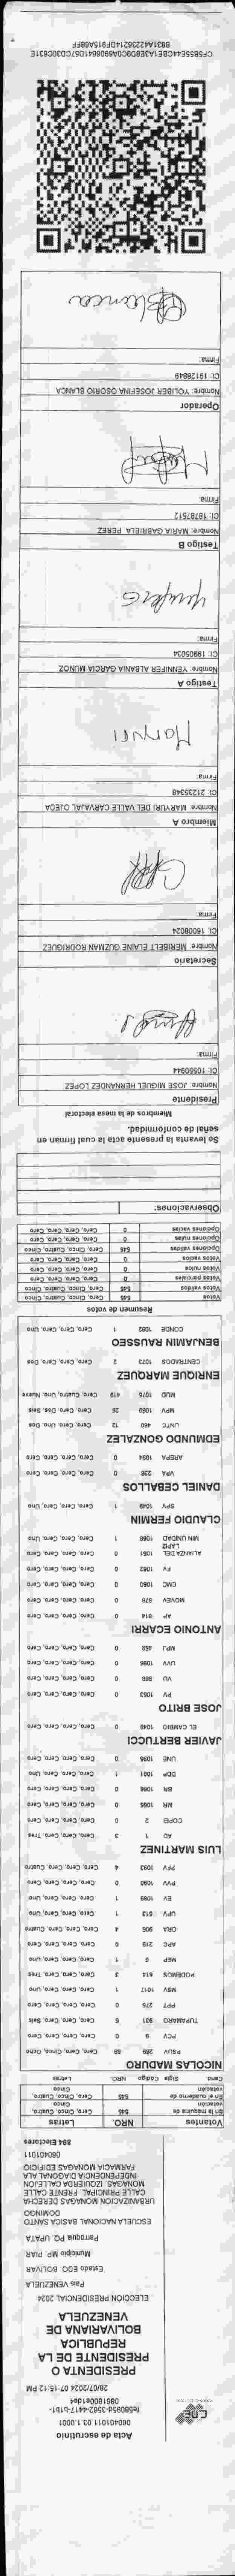 CNE
Acta de escrutinio
060401011.03.1.0001
fe58095d-3562-4417-b1b1-
0861800e1de4
28/07/2024 07:15:12 PM
PRESIDENTA O
PRESIDENTE DE LA
REPUBLICA
BOLIVARIANA DE
VENEZUELA
ELECCIÓN PRESIDENCIAL 2024
Pais VENEZUELA
Estado EDO. BOLIVAR
Municipio MP. PIAR
Parroquia PQ. UPATA
ESCUELA NACIONAL BASICA SANTO
DOMINGO
URBANIZACION MONAGAS DERECHA
CALLE PRINCIPAL. FRENTE CALLE
MONAGAS. IZQUIERDA CALLEJÓN
INDEPENDENCIA DIAGONAL ALA
FARMACIA MONAGAS EDIFICIO
060401011
894 Electores
Votantes NRO. Letras
En la máquina de votación 545 Cero, Cinco, Cuatro, Cinco
En el cuaderno de votación 545 Cero, Cinco, Cuatro, Cinco
Cand. Sigla Código NRO. Letras
NICOLAS MADURO
PSUV 289 58 Cero, Cero, Cinco, Ocho
PCV 9 0 Cero, Cero, Cero, Cero
TUPAMARO 931 6 Cero, Cero, Cero, Seis
PPT 275 0 Cero, Cero, Cero, Cero
MSV 1017 1 Cero, Cero, Cero, Uno
PODEMOS 514 3 Cero, Cero, Cero, Tres
MEP 6 1 Cero, Cero, Cero, Uno
APC 219 0 Cero, Cero, Cero, Cero
ORA 906 4 Cero, Cero, Cero, Cuatro
UPV 513 1 Cero, Cero, Cero, Uno
EV 1089 1 Cero, Cero, Cero, Uno
PVV 1090 0 Cero, Cero, Cero, Cero
PFV 1093 4 Cero, Cero, Cero, Cuatro
LUIS MARTINEZ
AD 1 3 Cero, Cero, Cero, Tres
COPEI 2 0 Cero, Cero, Cero, Cero
MR 1065 0 Cero, Cero, Cero, Cero
BR 1066 0 Cero, Cero, Cero, Cero
DDP 1001 1 Cero, Cero, Cero, Uno
UNE 1095 0 Cero, Cero, Cero, Cero
JAVIER BERTUCCI
EL CAMBIO 1048 0 Cero, Cero, Cero, Cero
JOSE BRITO
PV 1053 0 Cero, Cero, Cero, Cero
VU 868 0 Cero, Cero, Cero, Cero
UVV 1096 0 Cero, Cero, Cero, Cero
MPJ 458 0 Cero, Cero, Cero, Cero
ANTONIO ECARRI
AP 814 0 Cero, Cero, Cero, Cero
MOVEV 878 0 Cero, Cero, Cero, Cero
CMC 1050 0 Cero, Cero, Cero, Cero
FV 1062 0 Cero, Cero, Cero, Cero
ALIANZA DEL LAPIZ 1051 0 Cero, Cero, Cero, Cero
MIN UNIDAD 1068 1 Cero, Cero, Cero, Uno
CLAUDIO FERMIN
SPV 1049 1 Cero, Cero, Cero, Uno
DANIEL CEBALLOS
VPA 236 0 Cero, Cero, Cero, Cero
AREPA 1094 0 Cero, Cero, Cero, Cero
EDMUNDO GONZALEZ
UNTC 460 12 Cero, Cero, Uno, Dos
MPV 1069 26 Cero, Cero, Dos, Seis
MUD 1075 419 Cero, Cuatro, Uno, Nueve
ENRIQUE MARQUEZ
CENTRADOS 1073 2 Cero, Cero, Cero, Dos
BENJAMIN RAUSSEO
CONDE 1092 1 Cero, Cero, Cero, Uno
Resumen de votos
Votos 545 Cero, Cinco, Cuatro, Cinco
Votos validos 545 Cero, Cinco, Cuatro, Cinco
Votos parciales 0 Cero, Cero, Cero, Cero
Votos nulos 0 Cero, Cero, Cero, Cero
Votos vacíos 0 Cero, Cero, Cero, Cero
Opciones validas 545 Cero, Cinco, Cuatro, Cinco
Opciones nulas 0 Cero, Cero, Cero, Cero
Opciones vacías 0 Cero, Cero, Cero, Cero
Observaciones:
Se levanta la presente acta la cual firman en
señal de conformidad.
Miembros de la mesa electoral
Presidente
Nombre: JOSE MIGUEL HERNANDEZ LOPEZ
CI: 10550944
Firma:
Secretario
Nombre: MERIBELT ELAINE GUZMAN RODRIGUEZ
CI: 16008024
Firma:
Miembro A
Nombre: MARYURI DEL VALLE CARVAJAL OJEDA
CI: 21235348
Firma:
Maryuri
Testigo A
Nombre: YENNIFER ALBANIA GARCIA MUÑOZ
CI: 19905034
Firma:
Testigo B
Nombre: MARIA GABRIELA PEREZ
CI: 18787512
Firma:
Operador
Nombre: YOLIBER JOSEFINA OSORIO BLANCA
CI: 19128849
Firma:
Blanca
CF5B55E44CBE1A3E8D9C0A6906641D57CD30C631E
B831A42236214DF915A68FF